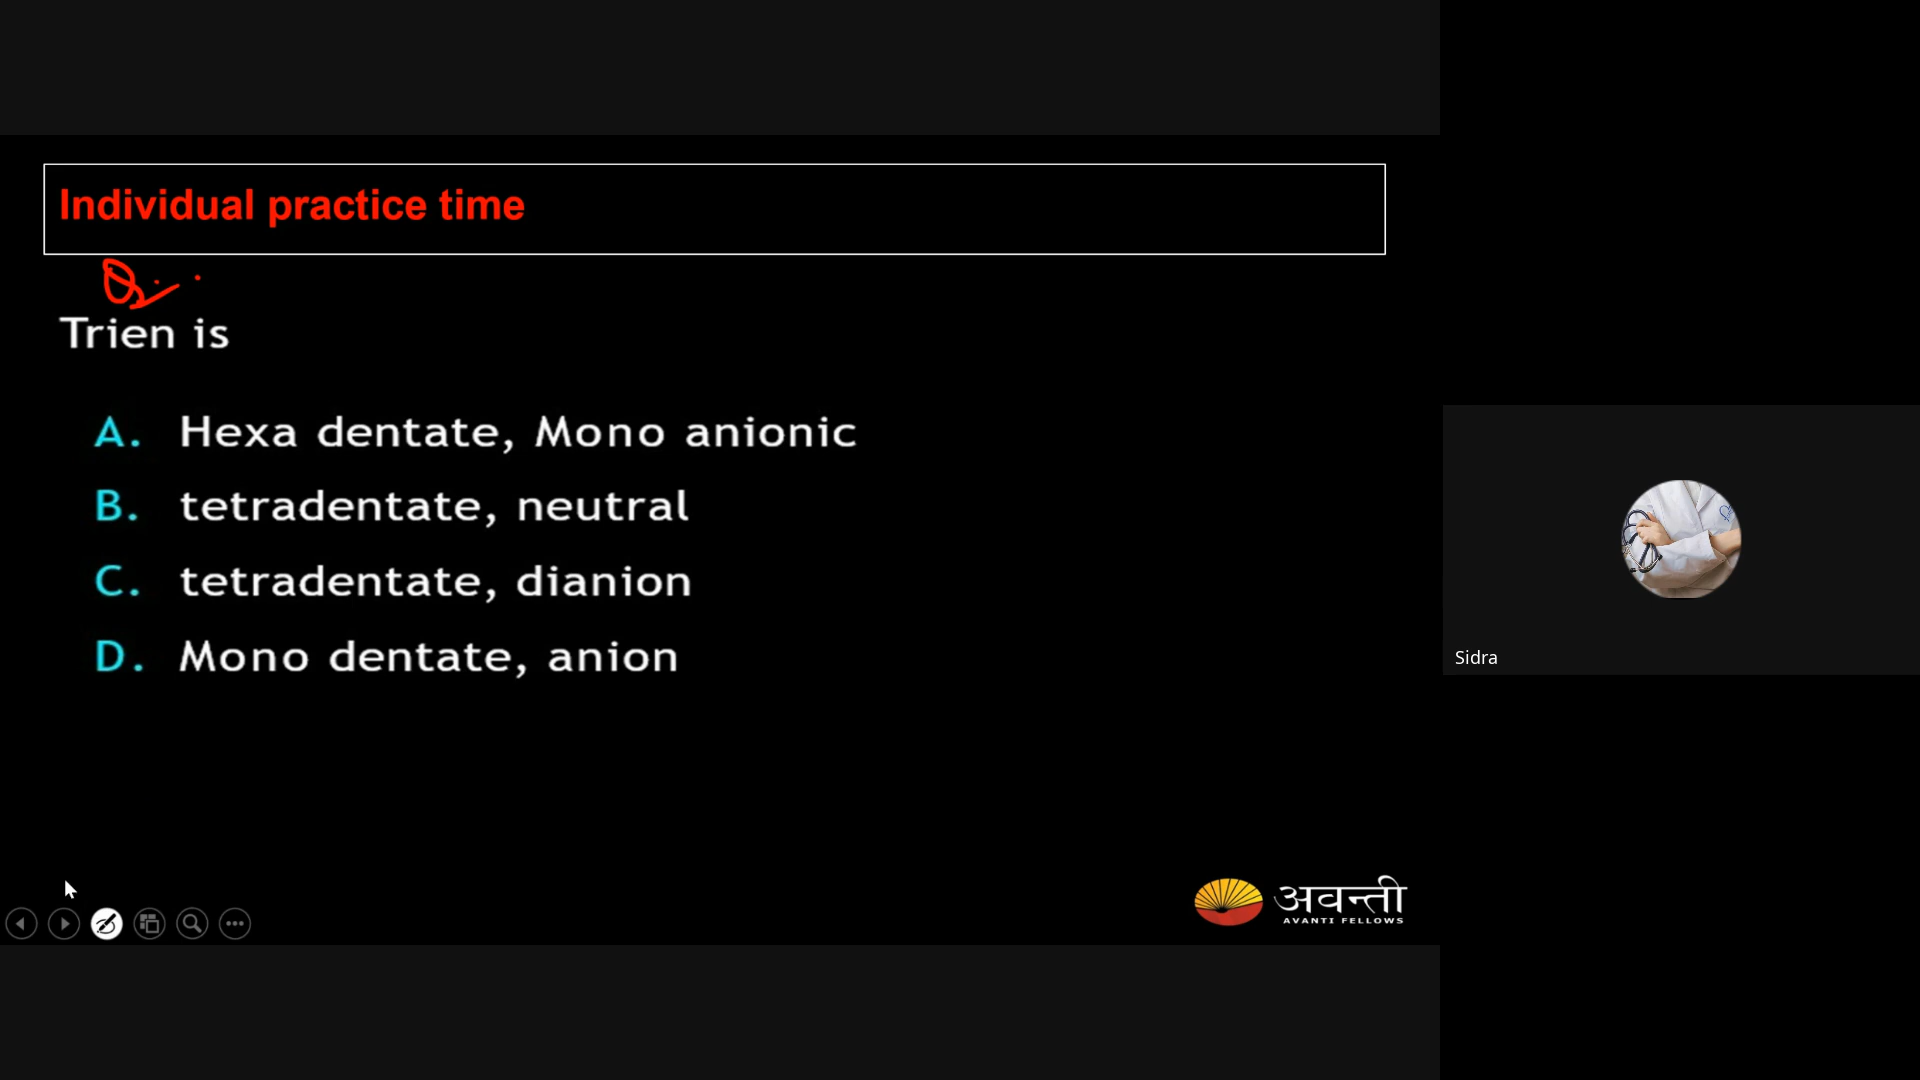 Individual practice time
Trien is
A. Hexa dentate, Mono anionic
B. tetradentate, neutral
C. tetradentate, dianion
D. Mono dentate, anion
Sidra
अवन्ती
AVANTI FELLOWS